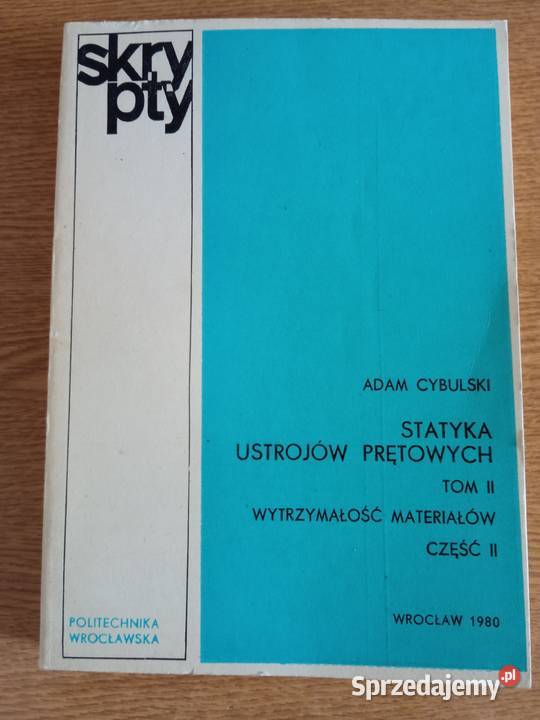 skry
pty
ADAM CYBULSKI
STATYKA
USTROJÓW PRĘTOWYCH
TOM II
WYTRZYMAŁOŚĆ MATERIAŁÓW
CZĘŚĆ II
POLITECHNIKA
WROCŁAWSKA
WROCŁAW 1980
Sprzedajemy.pl